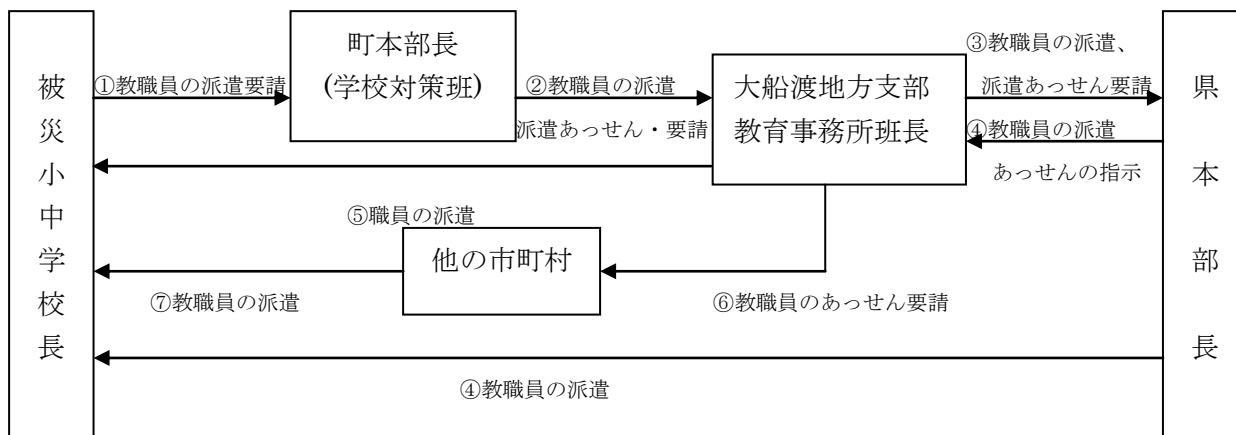 被災小中学校長
①教職員の派遣要請
町本部長
(学校対策班)
②教職員の派遣
派遣あっせん・要請
大船渡地方支部
教育事務所班長
③教職員の派遣、
派遣あっせん要請
④教職員の派遣
あっせんの指示
県本部長
⑤職員の派遣
他の市町村
⑥教職員のあっせん要請
⑦教職員の派遣
④教職員の派遣